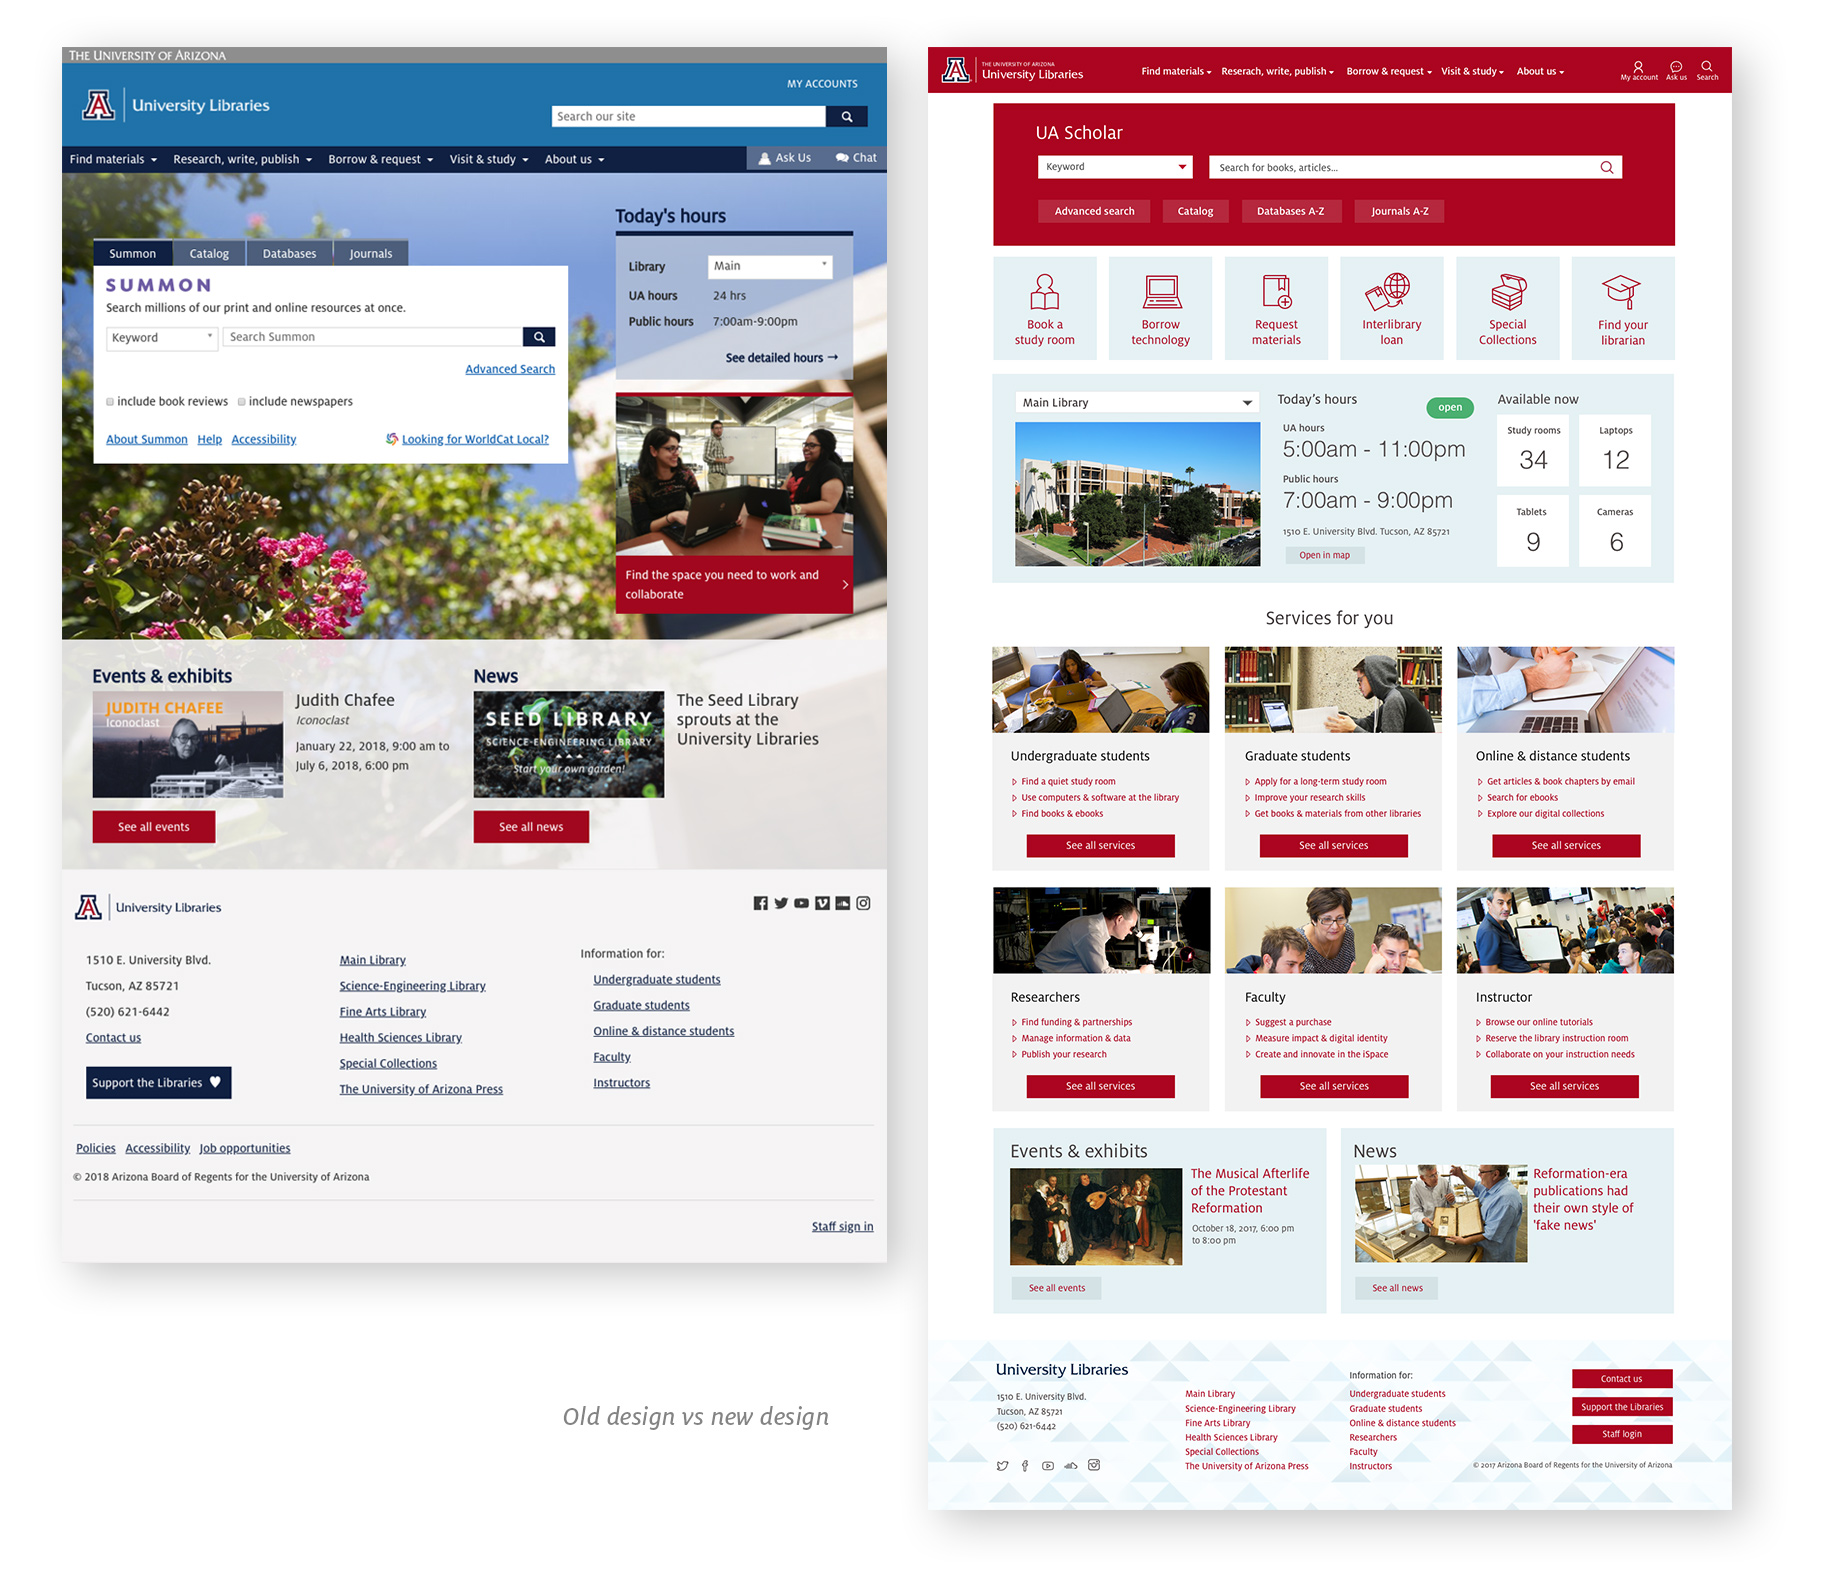 THE UNIVERSITY OF ARIZONA
MY ACCOUNTS
A University Libraries
Search our site
Find materials Research, write, publish Borrow & request Visit & study About us Ask Us Chat
Today's hours
Library Main
UA hours 24 hrs
Public hours 7:00am-9:00pm
See detailed hours →
Summon Catalog Databases Journals
SUMMON
Search millions of our print and online resources at once.
Keyword Search Summon
Advanced Search
include book reviews include newspapers
About Summon Help Accessibility Looking for WorldCat Local?
Find the space you need to work and
collaborate
Events & exhibits
JUDITH CHAFEE
Iconoclast
Judith Chafee
Iconoclast
January 22, 2018, 9:00 am to
July 6, 2018, 6:00 pm
See all events
News
SEED LIBRARY
SCIENCE-ENGINEERING LIBRARY
Start your own garden!
The Seed Library
sprouts at the
University Libraries
See all news
A University Libraries
1510 E. University Blvd.
Tucson, AZ 85721
(520) 621-6442
Contact us
Support the Libraries
Main Library
Science-Engineering Library
Fine Arts Library
Health Sciences Library
Special Collections
The University of Arizona Press
Information for:
Undergraduate students
Graduate students
Online & distance students
Faculty
Instructors
Policies Accessibility Job opportunities
© 2018 Arizona Board of Regents for the University of Arizona
Staff sign in
Old design vs new design
A THE UNIVERSITY OF ARIZONA
University Libraries
Find materials Reserach, write, publish Borrow & request Visit & study About us
My account Ask us Search
UA Scholar
Keyword Search for books, articles...
Advanced search Catalog Databases A-Z Journals A-Z
Book a
study room
Borrow
technology
Request
materials
Interlibrary
loan
Special
Collections
Find your
librarian
Main Library
Today's hours open
UA hours
5:00am - 11:00pm
Public hours
7:00am - 9:00pm
1510 E. University Blvd. Tucson, AZ 85721
Open in map
Available now
Study rooms
34
Laptops
12
Tablets
9
Cameras
6
Services for you
Undergraduate students
Find a quiet study room
Use computers & software at the library
Find books & ebooks
See all services
Graduate students
Apply for a long-term study room
Improve your research skills
Get books & materials from other libraries
See all services
Online & distance students
Get articles & book chapters by email
Search for ebooks
Explore our digital collections
See all services
Researchers
Find funding & partnerships
Manage information & data
Publish your research
See all services
Faculty
Suggest a purchase
Measure impact & digital identity
Create and innovate in the iSpace
See all services
Instructor
Browse our online tutorials
Reserve the library instruction room
Collaborate on your instruction needs
See all services
Events & exhibits
The Musical Afterlife
of the Protestant
Reformation
October 18, 2017, 6:00 pm
to 8:00 pm
See all events
News
Reformation-era
publications had
their own style of
'fake news'
See all news
University Libraries
1510 E. University Blvd.
Tucson, AZ 85721
(520) 621-6442
Main Library
Science-Engineering Library
Fine Arts Library
Health Sciences Library
Special Collections
The University of Arizona Press
Information for:
Undergraduate students
Graduate students
Online & distance students
Researchers
Faculty
Instructors
Contact us
Support the Libraries
Staff login
© 2017 Arizona Board of Regents for the University of Arizona